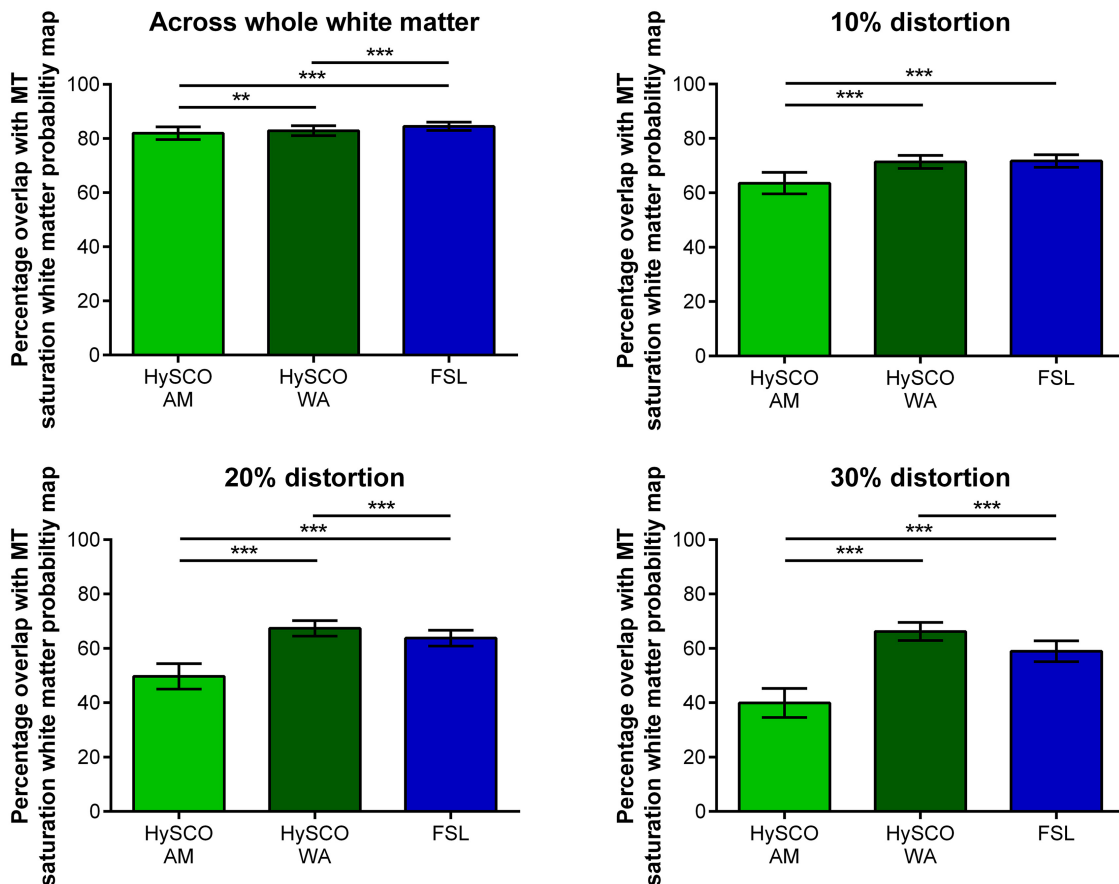 Across whole white matter
Percentage overlap with MT
saturation white matter probabiltiy map
100
80
60
40
20
0
***
***
**
HySCO
AM
HySCO
WA
FSL
10% distortion
Percentage overlap with MT
saturation white matter probabiltiy map
100
80
60
40
20
0
***
***
HySCO
AM
HySCO
WA
FSL
20% distortion
Percentage overlap with MT
saturation white matter probabiltiy map
100
80
60
40
20
0
***
***
***
HySCO
AM
HySCO
WA
FSL
30% distortion
Percentage overlap with MT
saturation white matter probabiltiy map
100
80
60
40
20
0
***
***
***
HySCO
AM
HySCO
WA
FSL